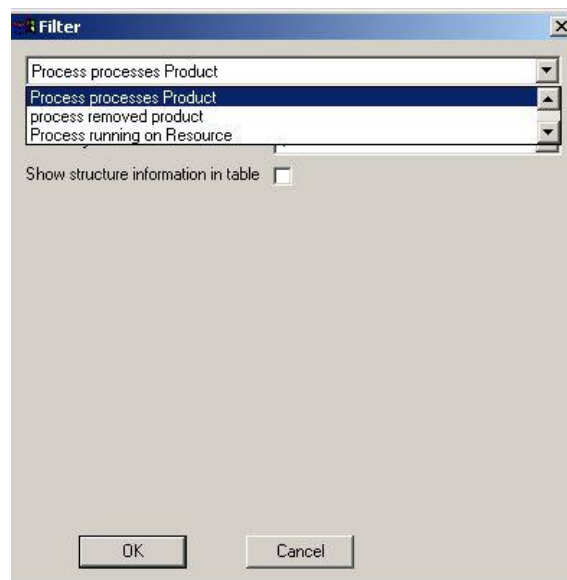 Filter
Process processes Product
Process processes Product
process removed product
Process running on Resource
Show structure information in table
OK
Cancel